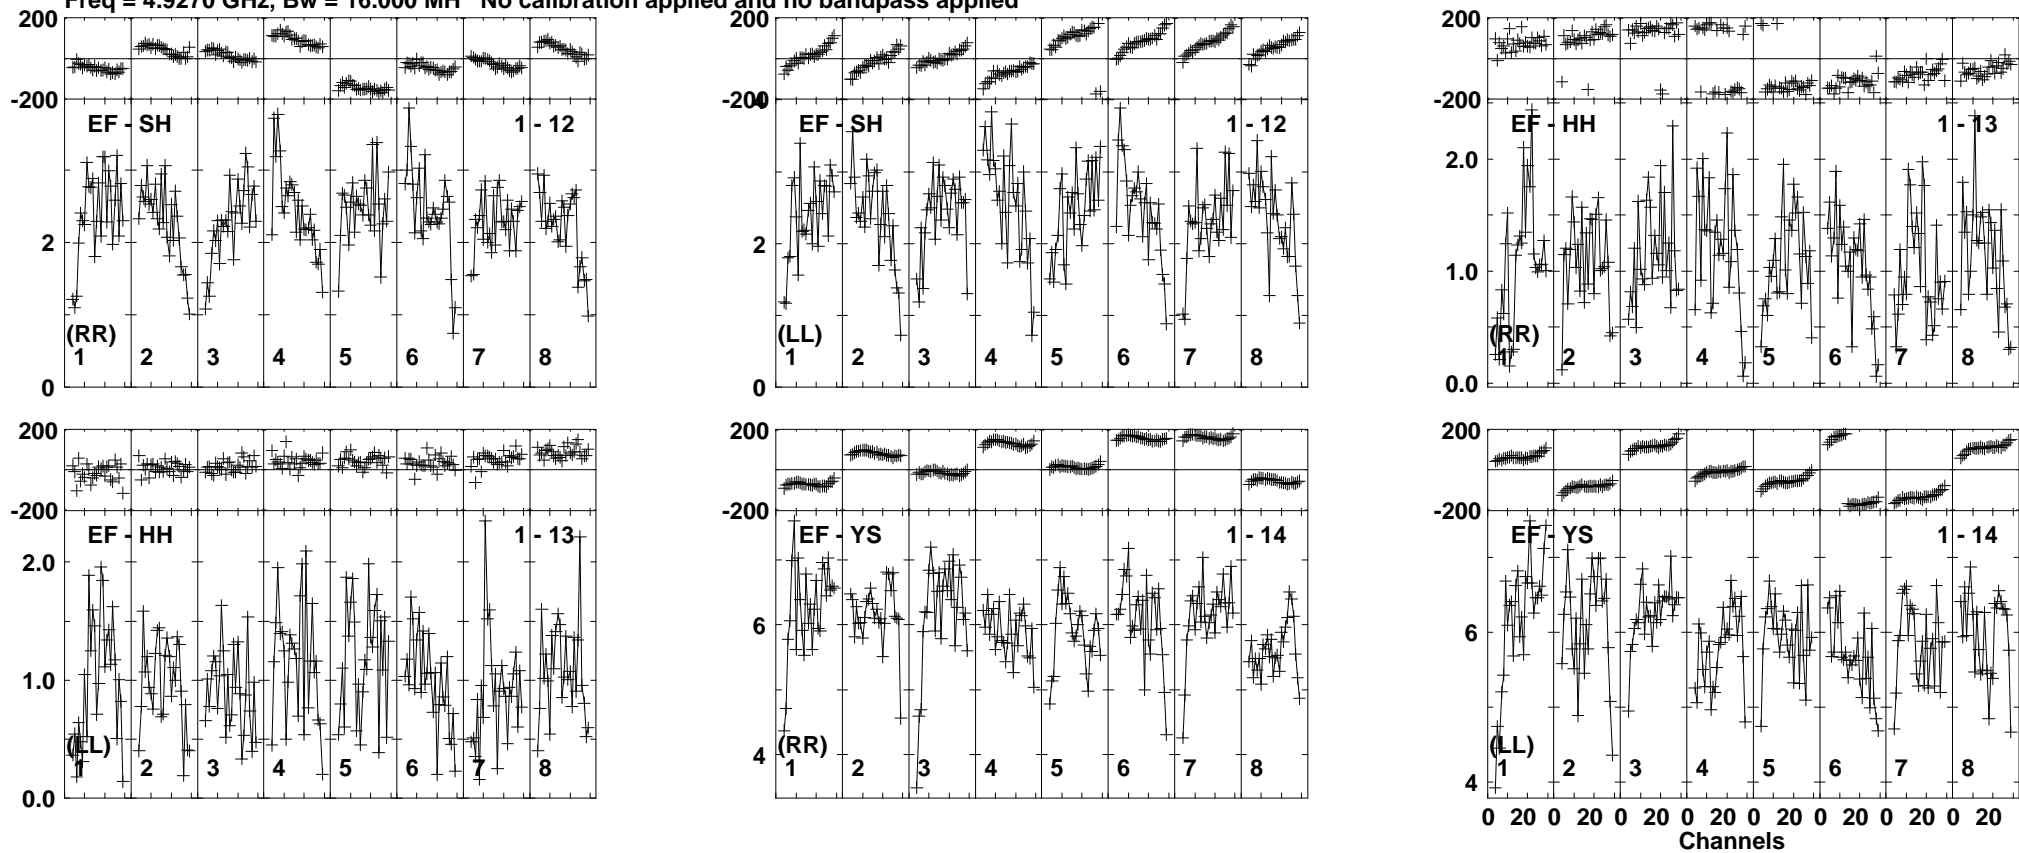 Freq = 4.9270 GHz, Bw = 16.000 MH No calibration applied and no bandpass applied
200
-200
EF - SH 1 - 12
2
(RR)
1 2 3 4 5 6 7 8
0
200
-200
4
EF - SH 1 - 12
2
(LL)
1 2 3 4 5 6 7 8
0
200
-200
EF - HH 1 - 13
2.0
1.0
(RR)
1 2 3 4 5 6 7 8
0.0
200
-200
EF - HH 1 - 13
2.0
1.0
(LL)
1 2 3 4 5 6 7 8
0.0
200
-200
EF - YS 1 - 14
6
(RR)
4
1 2 3 4 5 6 7 8
200
-200
EF - YS 1 - 14
6
(LL)
1 2 3 4 5 6 7 8
4
0 20 0 20 0 20 0 20 0 20 0 20 0 20 0 20
Channels